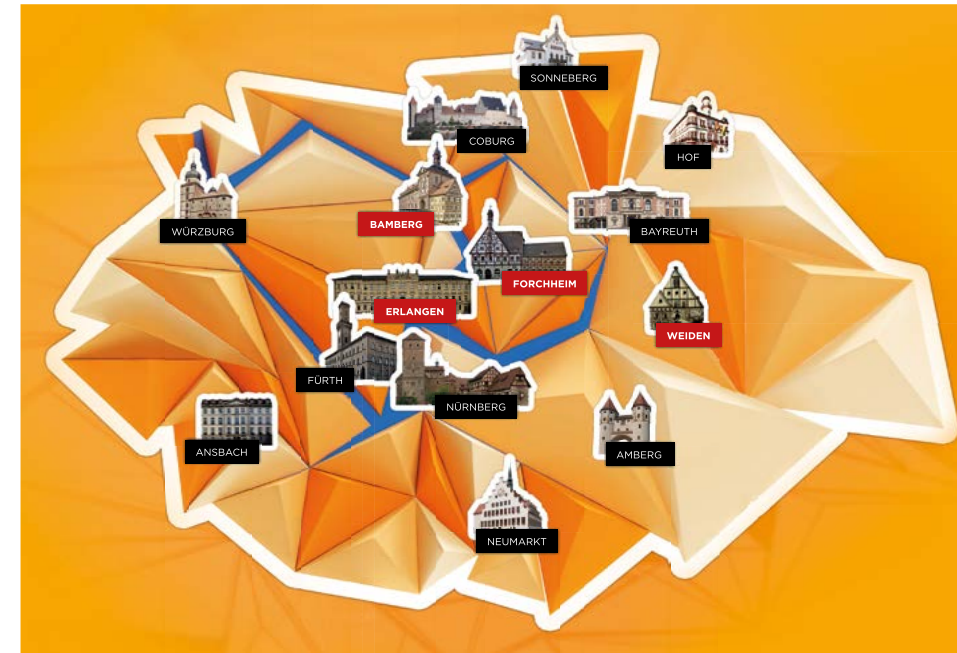 SONNEBERG
COBURG
HOF
BAMBERG
WÜRZBURG
BAYREUTH
FORCHHEIM
ERLANGEN
WEIDEN
FÜRTH
NÜRNBERG
ANSBACH
AMBERG
NEUMARKT